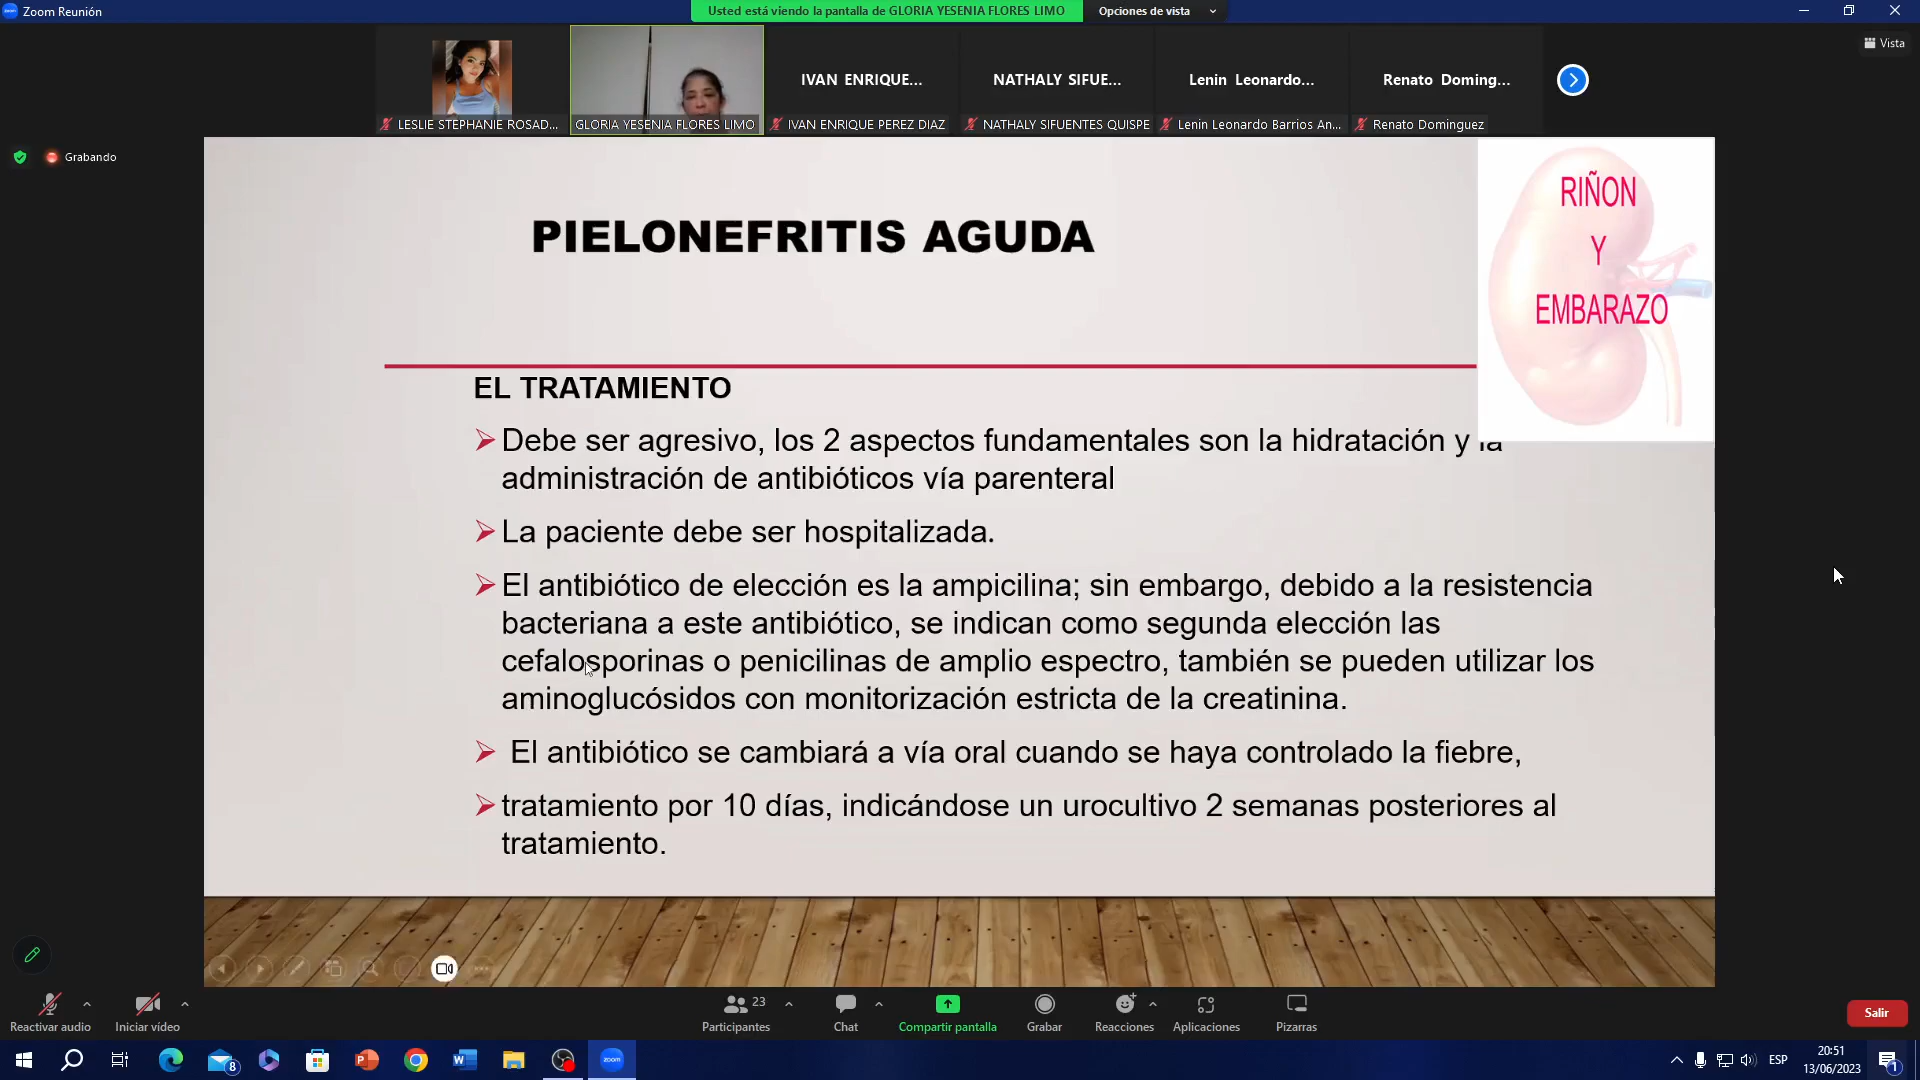 Zoom Reunión
Usted está viendo la pantalla de GLORIA YESENIA FLORES LIMO
Opciones de vista
Vista
IVAN ENRIQUE...
NATHALY SIFUE...
Lenin Leonardo...
Renato Doming...
LESLIE STEPHANIE ROSAD...
GLORIA YESENIA FLORES LIMO
IVAN ENRIQUE PEREZ DIAZ
NATHALY SIFUENTES QUISPE
Lenin Leonardo Barrios An...
Renato Dominguez
Grabando
RIÑON
Y
EMBARAZO
PIELONEFRITIS AGUDA
EL TRATAMIENTO
Debe ser agresivo, los 2 aspectos fundamentales son la hidratación y la
administración de antibióticos vía parenteral
La paciente debe ser hospitalizada.
El antibiótico de elección es la ampicilina; sin embargo, debido a la resistencia
bacteriana a este antibiótico, se indican como segunda elección las
cefalosporinas o penicilinas de amplio espectro, también se pueden utilizar los
aminoglucósidos con monitorización estricta de la creatinina.
El antibiótico se cambiará a vía oral cuando se haya controlado la fiebre,
tratamiento por 10 días, indicándose un urocultivo 2 semanas posteriores al
tratamiento.
Reactivar audio
Iniciar vídeo
23
Participantes
Chat
Compartir pantalla
Grabar
Reacciones
Aplicaciones
Pizarras
Salir
8
zoom
ESP
20:51
13/06/2023
1